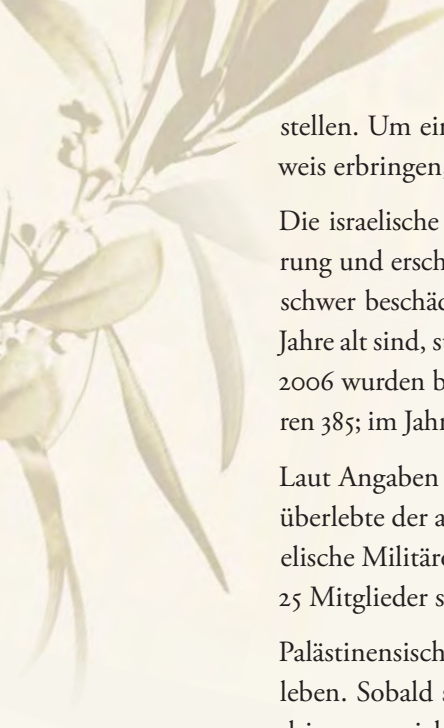 stellen. Um ein
weis erbringen,
Die israelische
rung und ersch
schwer beschäd
Jahre alt sind, s
2006 wurden b
ren 385; im Jahr
Laut Angaben
überlebte der a
elische Militär
25 Mitglieder s
Palästinensisch
leben. Sobald